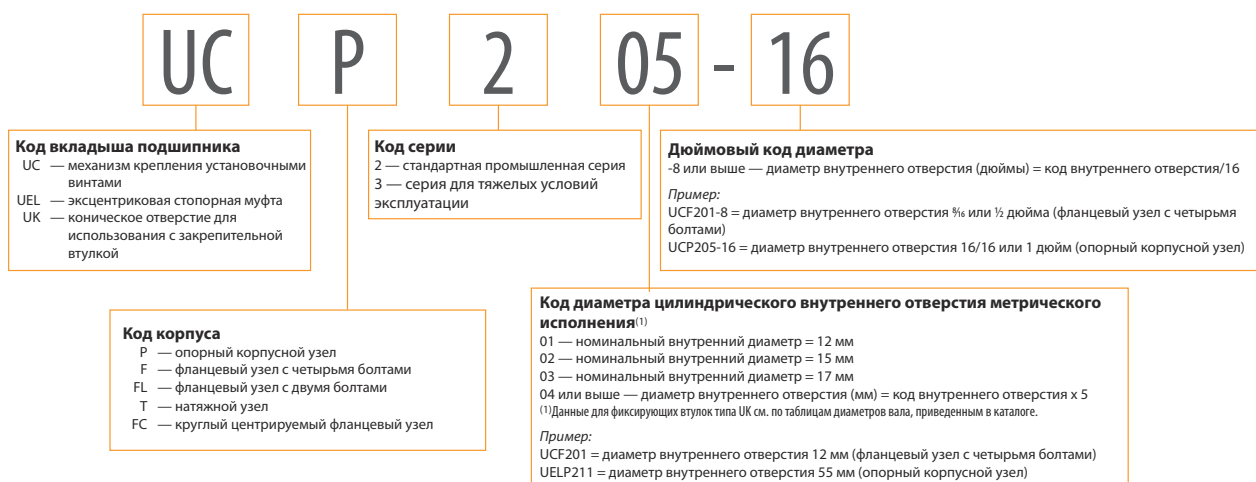 UC P 2 05 - 16
Код вкладыша подшипника
UC — механизм крепления установочными
винтами
UEL — эксцентриковая стопорная муфта
UK — коническое отверстие для
использования с закрепительной
втулкой
Код серии
2 — стандартная промышленная серия
3 — серия для тяжелых условий
эксплуатации
Дюймовый код диаметра
-8 или выше — диаметр внутреннего отверстия (дюймы) = код внутреннего отверстия/16
Пример:
UCF201-8 = диаметр внутреннего отверстия 8/16 или ½ дюйма (фланцевый узел с четырьмя
болтами)
UCP205-16 = диаметр внутреннего отверстия 16/16 или 1 дюйм (опорный корпусной узел)
Код корпуса
P — опорный корпусной узел
F — фланцевый узел с четырьмя болтами
FL — фланцевый узел с двумя болтами
T — натяжной узел
FC — круглый центрируемый фланцевый узел
Код диаметра цилиндрического внутреннего отверстия метрического
исполнения(1)
01 — номинальный внутренний диаметр = 12 мм
02 — номинальный внутренний диаметр = 15 мм
03 — номинальный внутренний диаметр = 17 мм
04 или выше — диаметр внутреннего отверстия (мм) = код внутреннего отверстия x 5
(1)Данные для фиксирующих втулок типа UK см. по таблицам диаметров вала, приведенным в каталоге.
Пример:
UCF201 = диаметр внутреннего отверстия 12 мм (фланцевый узел с четырьмя болтами)
UELP211 = диаметр внутреннего отверстия 55 мм (опорный корпусной узел)